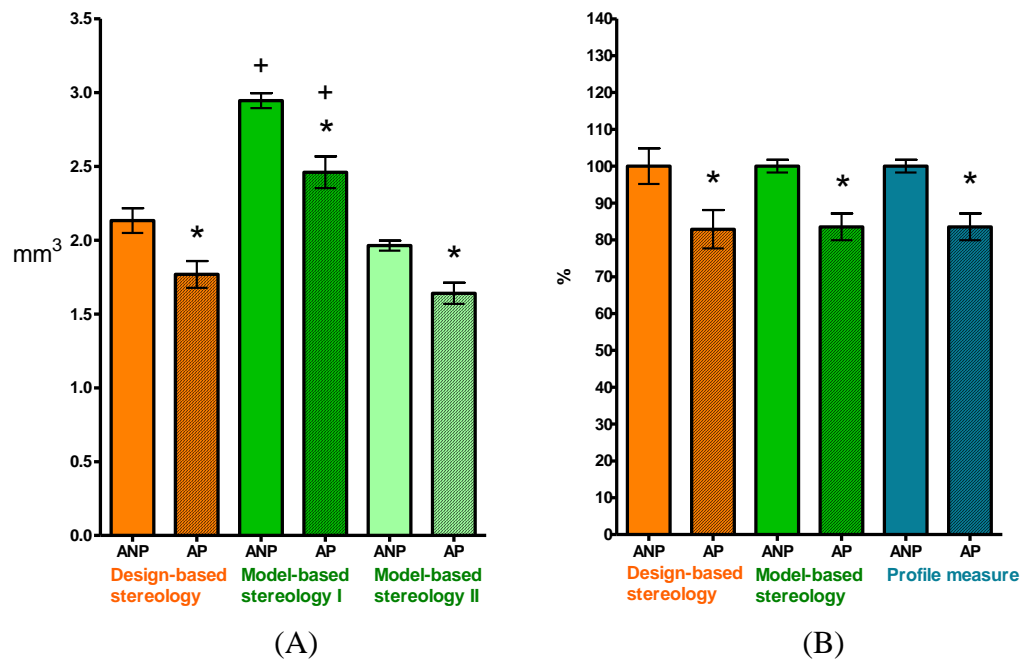 3.5
3.0
2.5
2.0
1.5
1.0
0.5
0.0
mm3
+
+
*
*
*
ANP AP ANP AP ANP AP
Design-based stereology
Model-based stereology I
Model-based stereology II
(A)
140
130
120
110
100
90
80
70
60
50
40
30
20
10
0
%
* * *
ANP AP ANP AP ANP AP
Design-based stereology
Model-based stereology
Profile measure
(B)